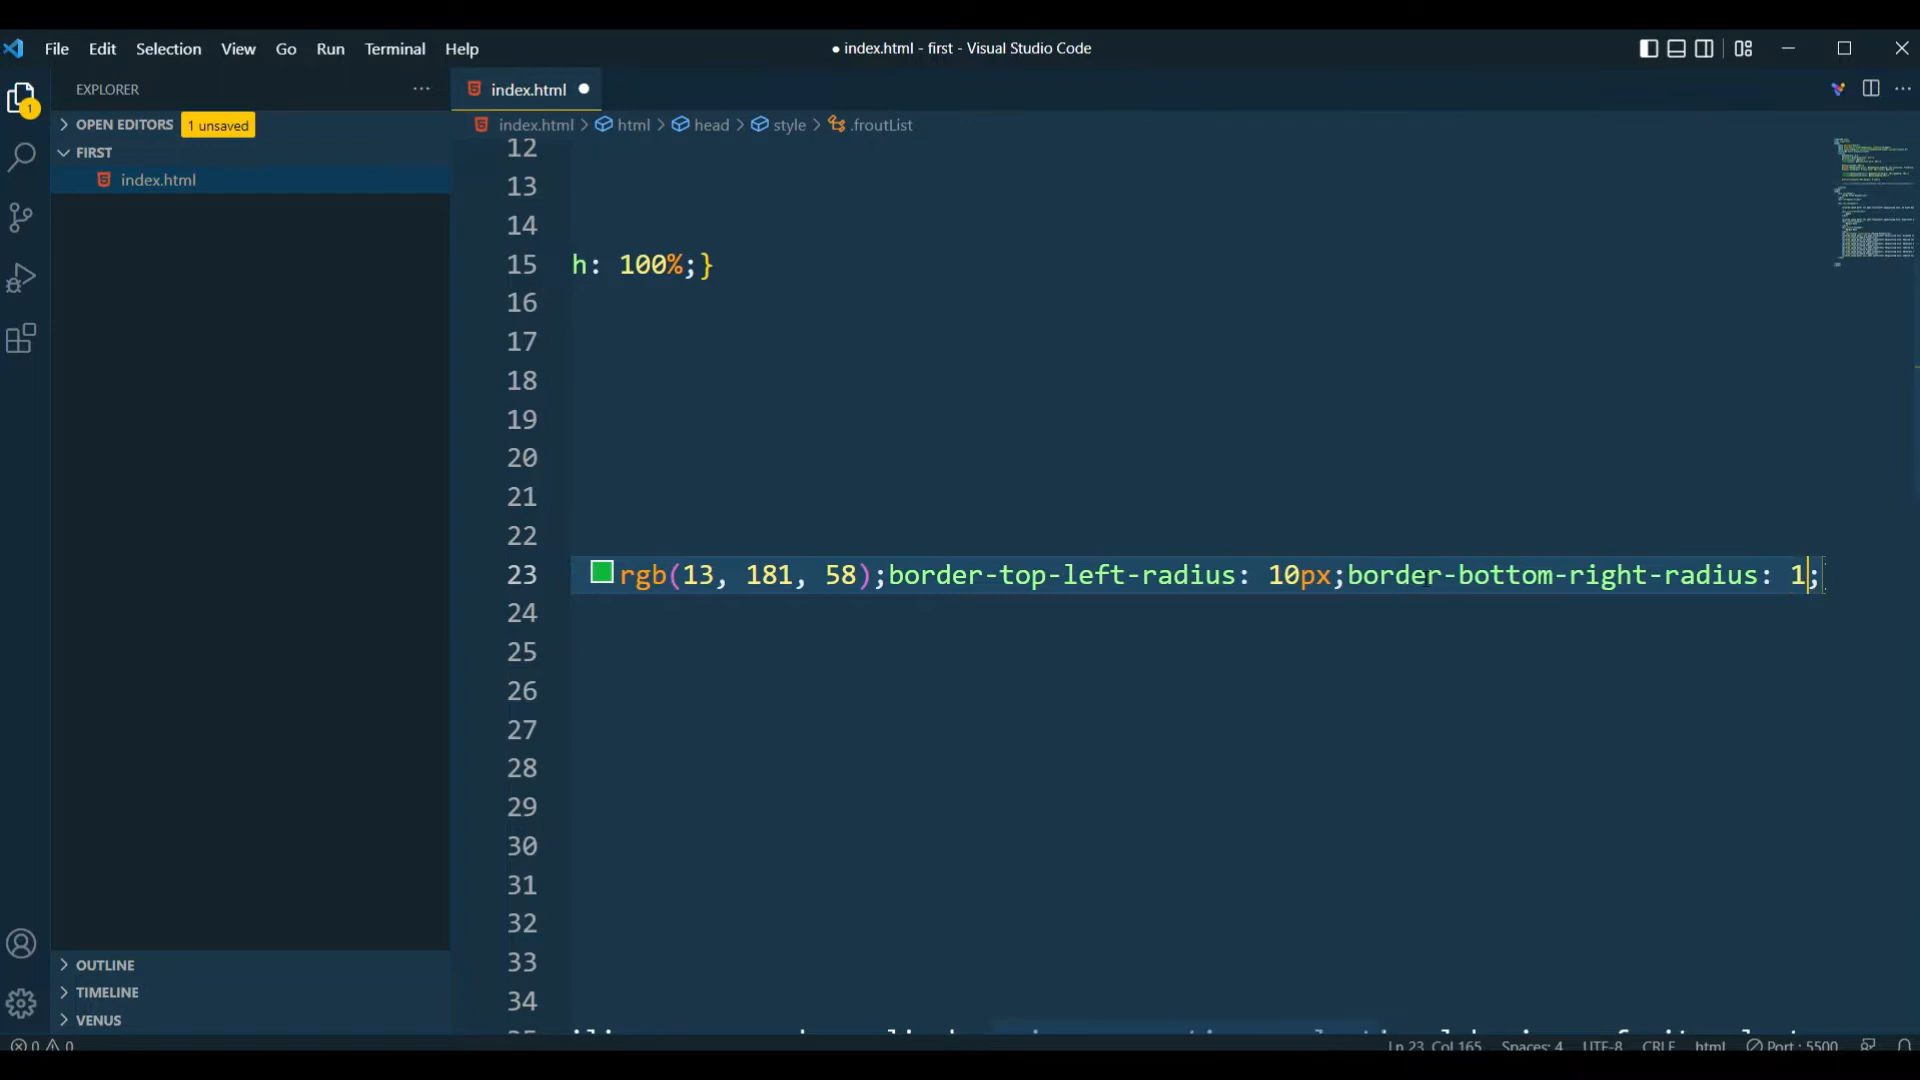 File Edit Selection View Go Run Terminal Help
● index.html - first - Visual Studio Code
EXPLORER
OPEN EDITORS 1 unsaved
FIRST
index.html
1
index.html
index.html > html > head > style > .froutList
12
13
14
15 h: 100%;}
16
17
18
19
20
21
22
23 rgb(13, 181, 58);border-top-left-radius: 10px;border-bottom-right-radius: 1;
24
25
26
27
28
29
30
31
32
33
34
OUTLINE
TIMELINE
VENUS
0 0
Ln 23, Col 165 Spaces: 4 UTF-8 CRLF html Port : 5500